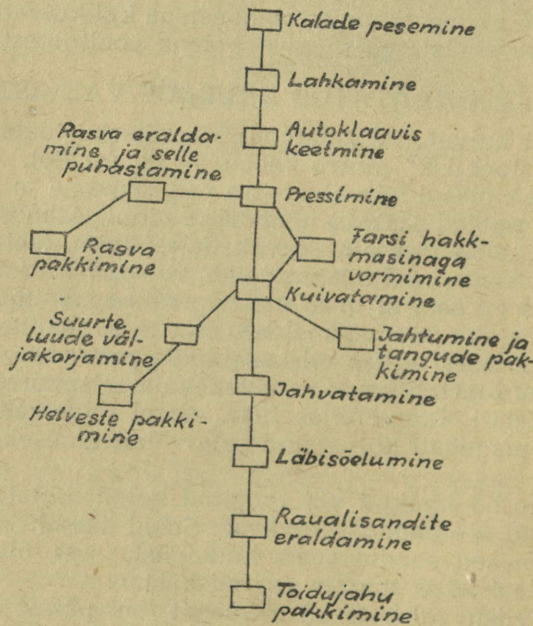 Kalade pesemine
Lahkamine
Autoklaavis
keetmine
Rasva eralda-
mine ja selle
puhastamine
Pressimine
Rasva
pakkimine
Farsi hakk-
masinaga
vormimine
Kuivatamine
Suurte
luude väl-
jakorjamine
Jahtumine ja
tangude pak-
kimine
Helveste pakki-
mine
Jahvatamine
Läbisõelumine
Raualisandite
eraldamine
Toidujahu
pakkimine